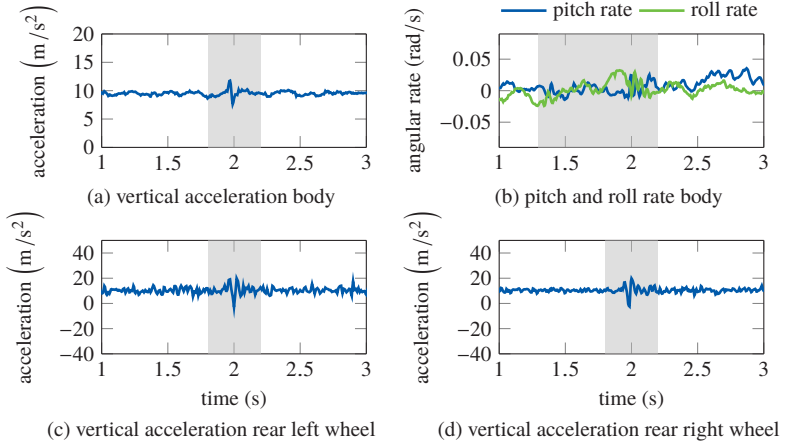 pitch rate roll rate
acceleration (m/s²)
20
15
10
5
0
1 1.5 2 2.5 3
(a) vertical acceleration body
angular rate (rad/s)
0.05
0
−0.05
1 1.5 2 2.5 3
(b) pitch and roll rate body
acceleration (m/s²)
40
20
0
−20
−40
1 1.5 2 2.5 3
time (s)
(c) vertical acceleration rear left wheel
acceleration (m/s²)
40
20
0
−20
−40
1 1.5 2 2.5 3
time (s)
(d) vertical acceleration rear right wheel